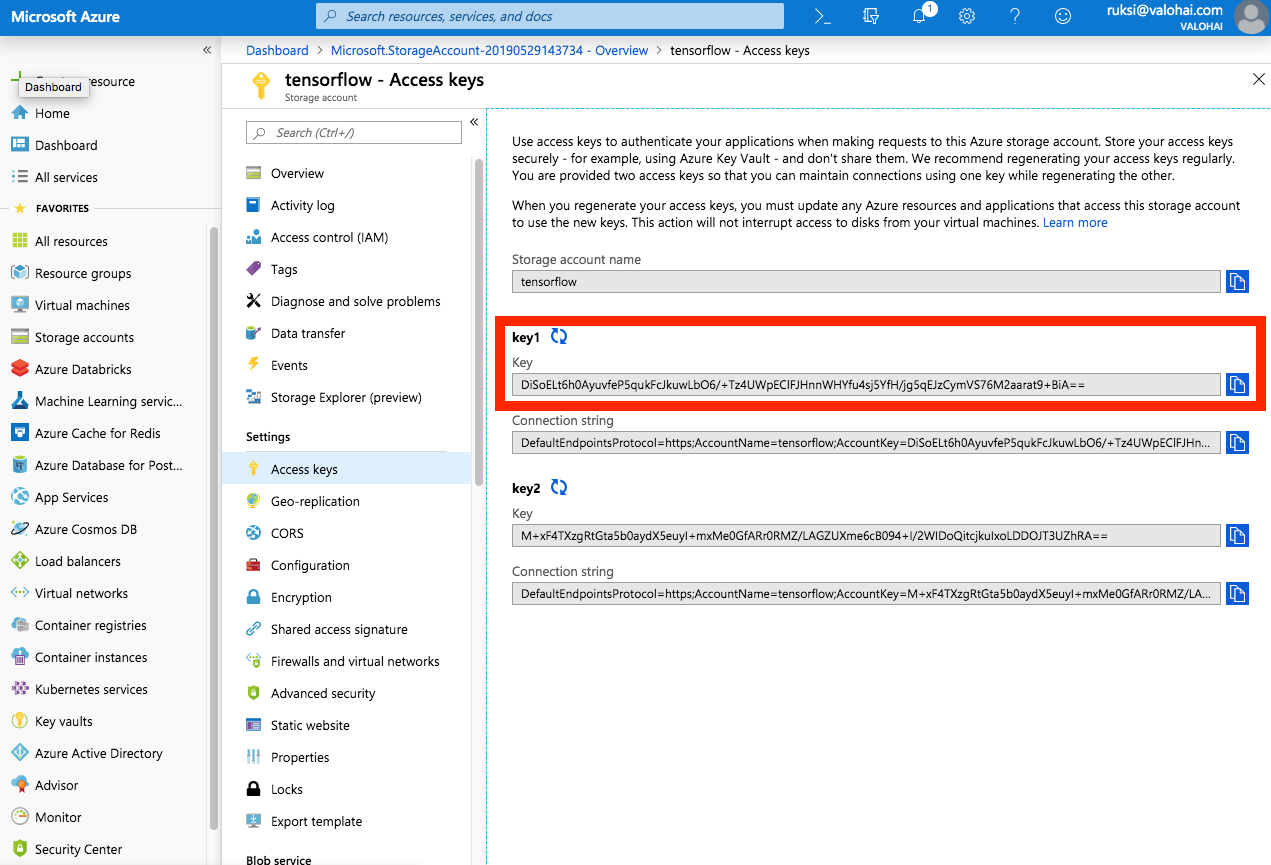 Microsoft Azure
Search resources, services, and docs
1
ruksi@valohai.com
VALOHAI
Dashboard
resource
Home
Dashboard
All services
FAVORITES
All resources
Resource groups
Virtual machines
Storage accounts
Azure Databricks
Machine Learning servic...
Azure Cache for Redis
Azure Database for Post...
App Services
Azure Cosmos DB
Load balancers
Virtual networks
Container registries
Container instances
Kubernetes services
Key vaults
Azure Active Directory
Advisor
Monitor
Security Center
Dashboard > Microsoft.StorageAccount-20190529143734 - Overview > tensorflow - Access keys
tensorflow - Access keys
Storage account
Search (Ctrl+/)
Overview
Activity log
Access control (IAM)
Tags
Diagnose and solve problems
Data transfer
Events
Storage Explorer (preview)
Settings
Access keys
Geo-replication
CORS
Configuration
Encryption
Shared access signature
Firewalls and virtual networks
Advanced security
Static website
Properties
Locks
Export template
Blob service
Use access keys to authenticate your applications when making requests to this Azure storage account. Store your access keys
securely - for example, using Azure Key Vault - and don't share them. We recommend regenerating your access keys regularly.
You are provided two access keys so that you can maintain connections using one key while regenerating the other.
When you regenerate your access keys, you must update any Azure resources and applications that access this storage account
to use the new keys. This action will not interrupt access to disks from your virtual machines. Learn more
Storage account name
tensorflow
key1
Key
DiSoELt6h0AyuvfeP5qukFcJkuwLbO6/+Tz4UWpEClFJHnnWHYfu4sj5YfH/jg5qEJzCymVS76M2aarat9+BiA==
Connection string
DefaultEndpointsProtocol=https;AccountName=tensorflow;AccountKey=DiSoELt6h0AyuvfeP5qukFcJkuwLbO6/+Tz4UWpEClFJHn...
key2
Key
M+xF4TXzgRtGta5b0aydX5euyI+mxMe0GfARr0RMZ/LAGZUXme6cB094+I/2WIDoQitcjkuIxoLDDOJT3UZhRA==
Connection string
DefaultEndpointsProtocol=https;AccountName=tensorflow;AccountKey=M+xF4TXzgRtGta5b0aydX5euyI+mxMe0GfARr0RMZ/LA...